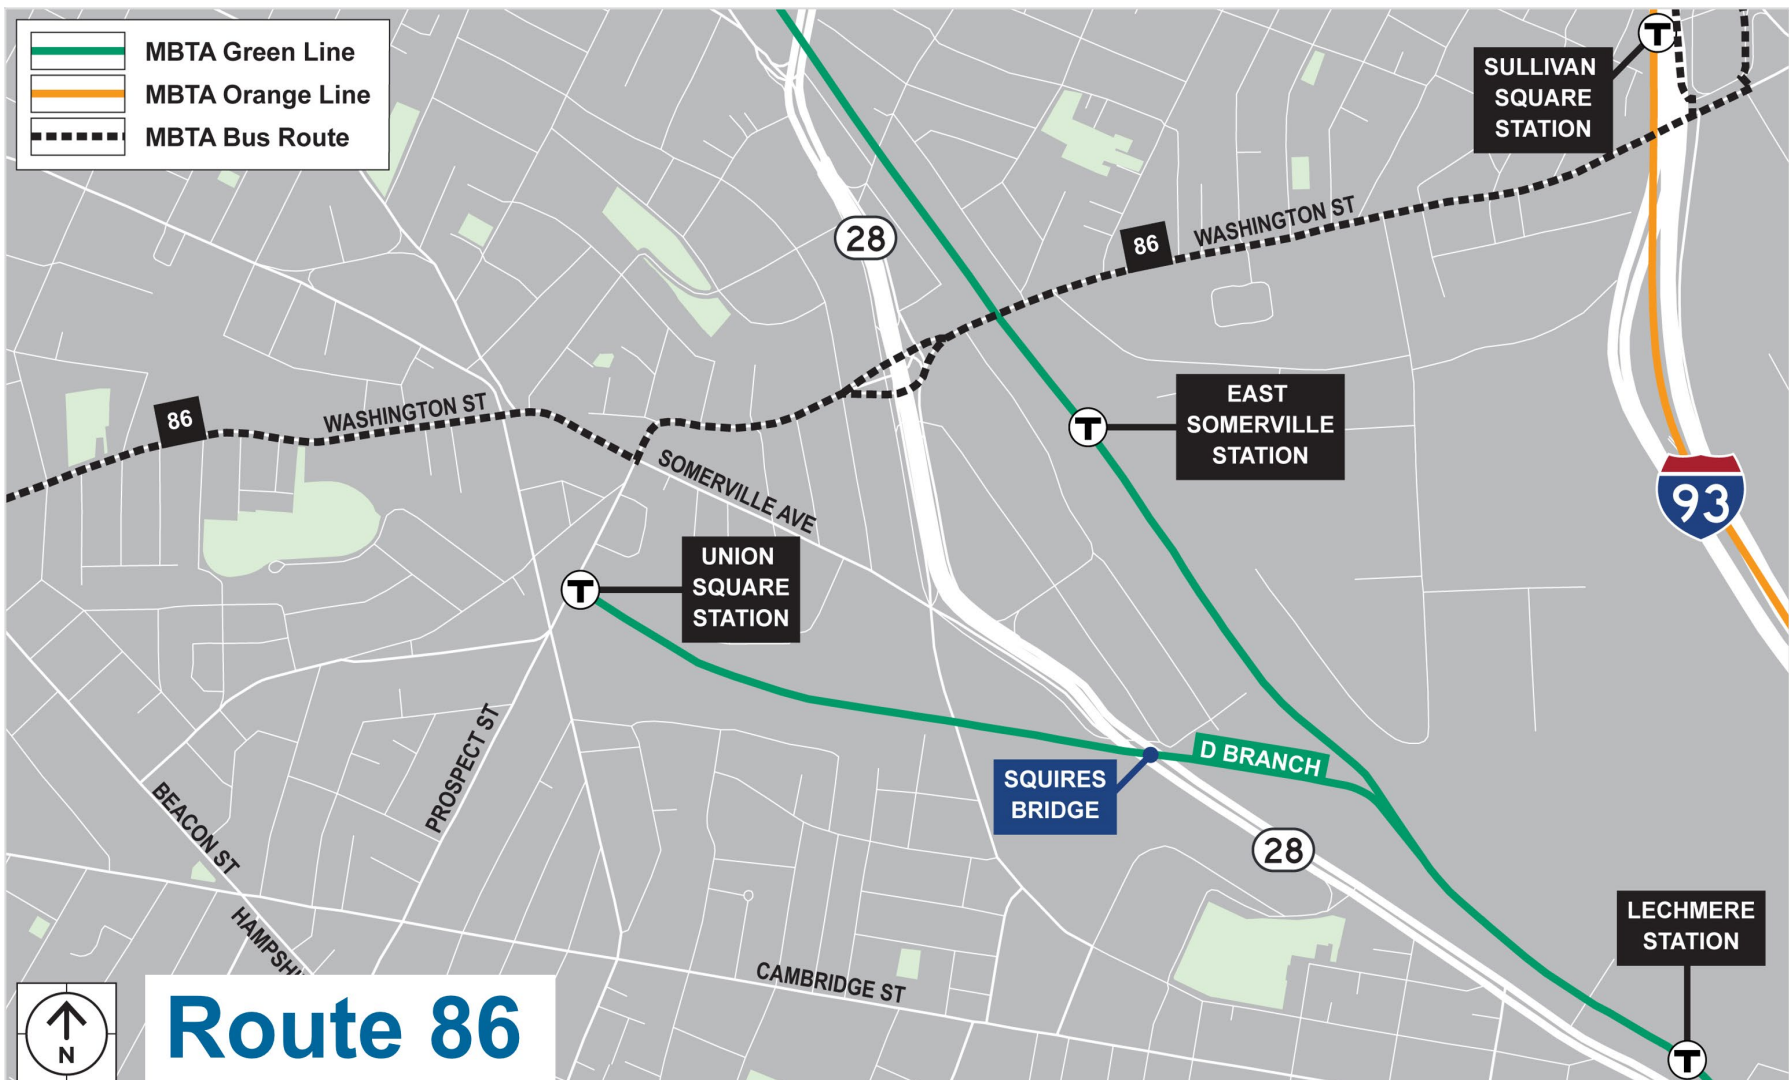 MBTA Green Line
MBTA Orange Line
MBTA Bus Route
T
SULLIVAN
SQUARE
STATION
28
86
WASHINGTON ST
86
WASHINGTON ST
T
EAST
SOMERVILLE
STATION
SOMERVILLE AVE
93
T
UNION
SQUARE
STATION
PROSPECT ST
D BRANCH
SQUIRES
BRIDGE
BEACON ST
28
HAMPSHI
LECHMERE
STATION
CAMBRIDGE ST
N
Route 86
T